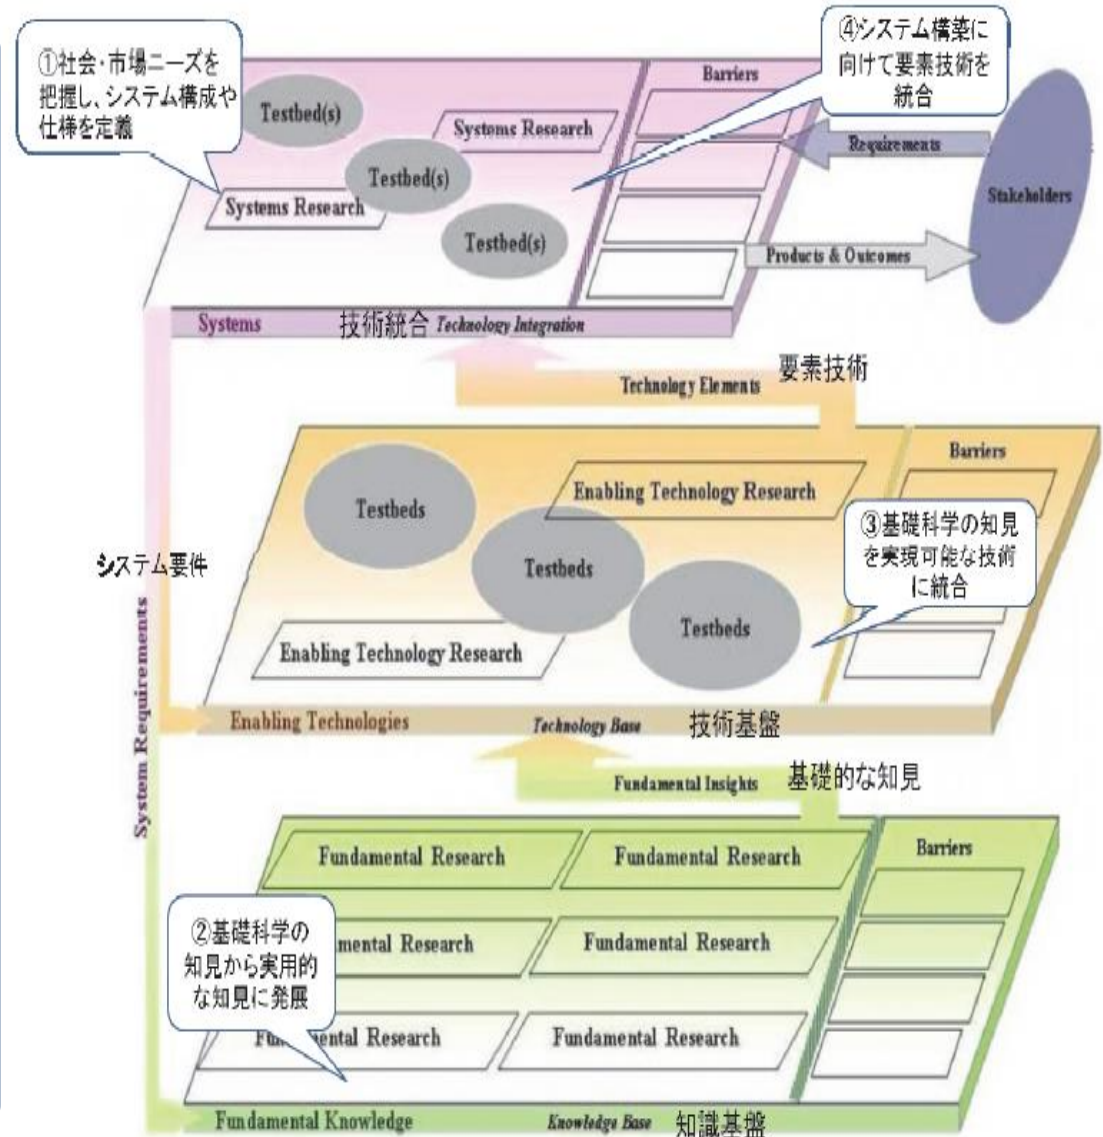 ①社会・市場ニーズを
把握し、システム構成や
仕様を定義
④システム構築に
向けて要素技術を
統合
Barriers
Testbed(s)
Systems Research
Requirements
Testbed(s)
Systems Research
Stakeholders
Testbed(s)
Products & Outcomes
Systems
技術統合 Technology Integration
Technology Elements
要素技術
Barriers
Enabling Technology Research
Testbeds
③基礎科学の知見
を実現可能な技術
に統合
システム要件
Testbeds
Testbeds
Enabling Technology Research
System Requirements
Enabling Technologies
Technology Base
技術基盤
Fundamental Insights
基礎的な知見
Fundamental Research
Fundamental Research
Barriers
②基礎科学の
知見から実用的
な知見に発展
mental Research
Fundamental Research
Fundamental Research
Fundamental Research
Fundamental Knowledge
Knowledge Base
知識基盤